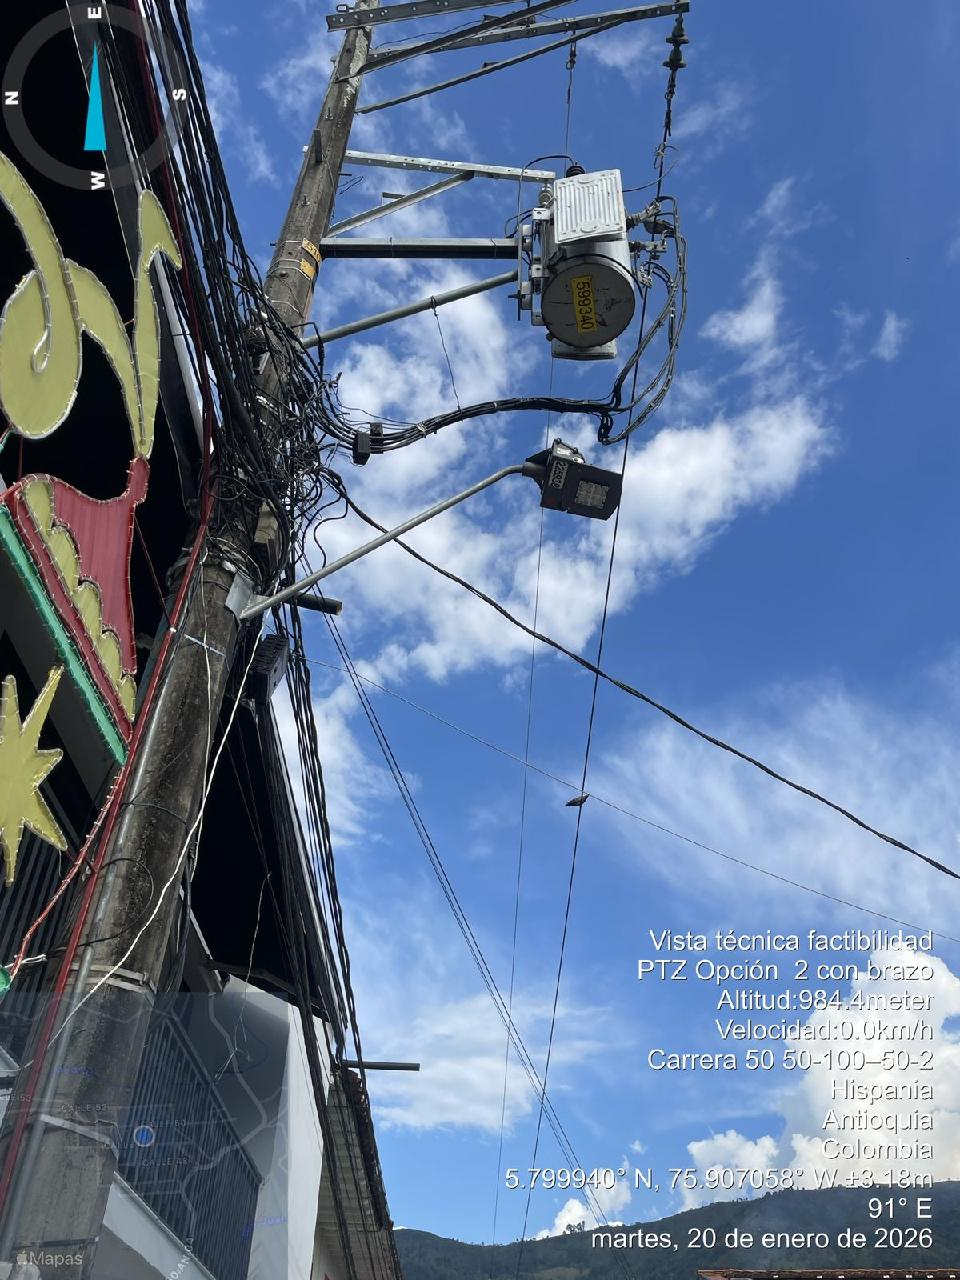 E
N
S
W
599340
Vista técnica factibilidad
PTZ Opción 2 con brazo
Altitud:984.4meter
Velocidad:0.0km/h
Carrera 50 50-100–50-2
Hispania
Antioquia
Colombia
5.799940° N, 75.907058° W ±3.18m
91° E
martes, 20 de enero de 2026
Mapas